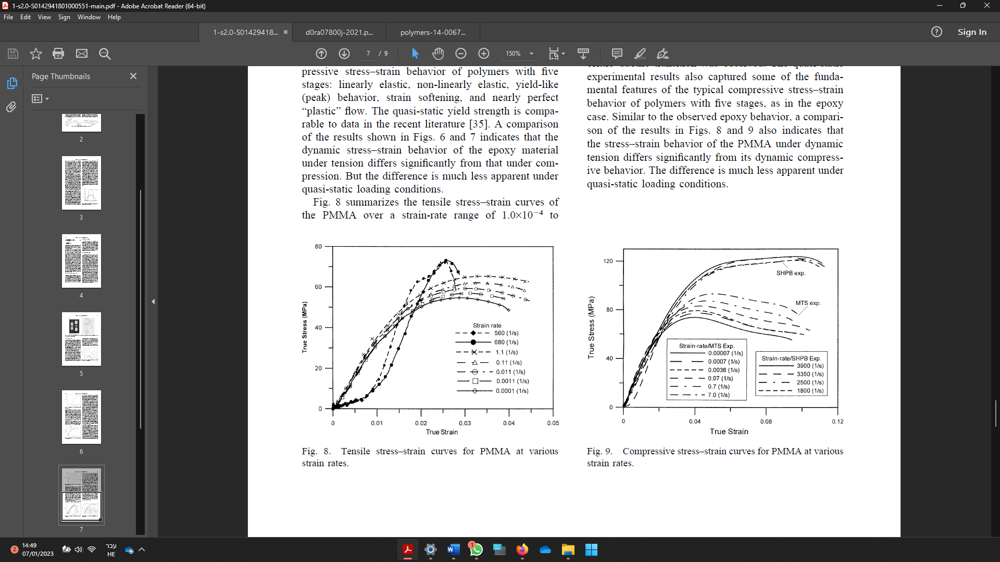 1-s2.0-S0142941801000551-main.pdf - Adobe Acrobat Reader (64-bit)
File Edit View Sign Window Help
1-s2.0-S01429418... ×
d0ra07800j-2021.p...
polymers-14-0067...
Sign In
7 / 9
150%
Page Thumbnails
2
3
4
5
6
7
pressive stress–strain behavior of polymers with five
stages: linearly elastic, non-linearly elastic, yield-like
(peak) behavior, strain softening, and nearly perfect
“plastic” flow. The quasi-static yield strength is compa-
rable to data in the recent literature [35]. A comparison
of the results shown in Figs. 6 and 7 indicates that the
dynamic stress–strain behavior of the epoxy material
under tension differs significantly from that under com-
pression. But the difference is much less apparent under
quasi-static loading conditions.
Fig. 8 summarizes the tensile stress–strain curves of
the PMMA over a strain-rate range of 1.0×10⁻⁴ to
experimental results also captured some of the funda-
mental features of the typical compressive stress–strain
behavior of polymers with five stages, as in the epoxy
case. Similar to the observed epoxy behavior, a compari-
son of the results in Figs. 8 and 9 also indicates that
the stress–strain behavior of the PMMA under dynamic
tension differs significantly from its dynamic compress-
ive behavior. The difference is much less apparent under
quasi-static loading conditions.
80
60
40
20
0
True Stress (MPa)
Strain rate
560 (1/s)
680 (1/s)
1.1 (1/s)
0.11 (1/s)
0.011 (1/s)
0.0011 (1/s)
0.0001 (1/s)
0 0.01 0.02 0.03 0.04 0.05
True Strain
Fig. 8. Tensile stress–strain curves for PMMA at various
strain rates.
120
80
40
0
True Stress (MPa)
SHPB exp.
MTS exp.
Strain-rate/MTS Exp.
0.00007 (1/s)
0.0007 (1/s)
0.0036 (1/s)
0.07 (1/s)
0.7 (1/s)
7.0 (1/s)
Strain-rate/SHPB Exp.
3900 (1/s)
3350 (1/s)
2500 (1/s)
1800 (1/s)
0 0.04 0.08 0.12
True Strain
Fig. 9. Compressive stress–strain curves for PMMA at various
strain rates.
2
14:49
07/01/2023
עבר
HE
1